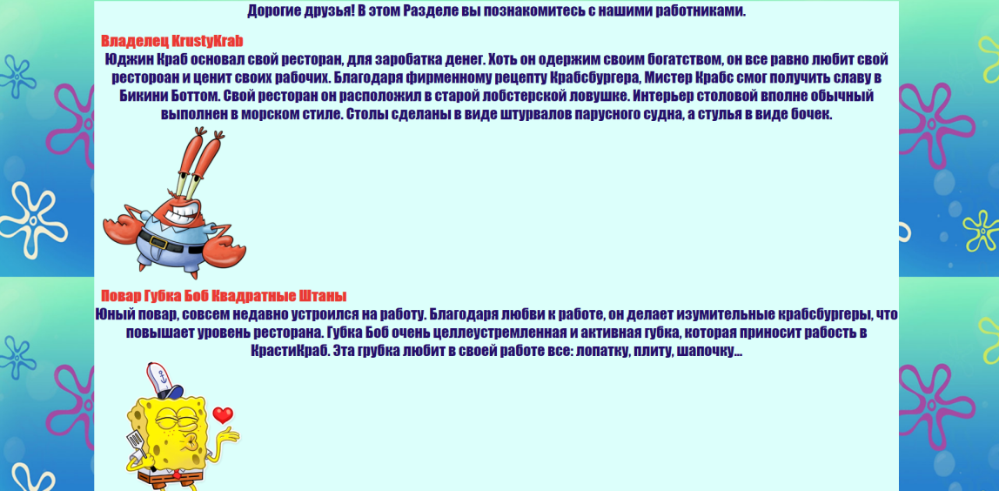 Дорогие друзья! В этом Разделе вы познакомитесь с нашими работниками.
Владелец KrustyKrab
Юджин Краб основал свой ресторан, для заробатка денег. Хоть он одержим своим богатством, он все равно любит свой
рестороан и ценит своих рабочих. Благодаря фирменному рецепту Крабсбургера, Мистер Крабс смог получить славу в
Бикини Боттом. Свой ресторан он расположил в старой лобстерской ловушке. Интерьер столовой вполне обычный
выполнен в морском стиле. Столы сделаны в виде штурвалов парусного судна, а стулья в виде бочек.
Повар Губка Боб Квадратные Штаны
Юный повар, совсем недавно устроился на работу. Благодаря любви к работе, он делает изумительные крабсбургеры, что
повышает уровень ресторана. Губка Боб очень целлеустремленная и активная губка, которая приносит рабость в
КрастиКраб. Эта грубка любит в своей работе все: лопатку, плиту, шапочку...